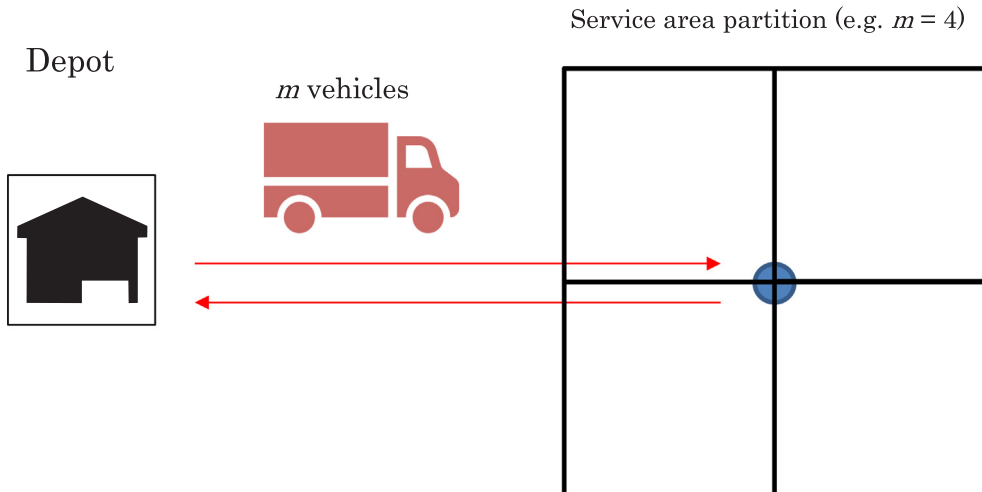 Service area partition (e.g. m = 4)
Depot
m vehicles